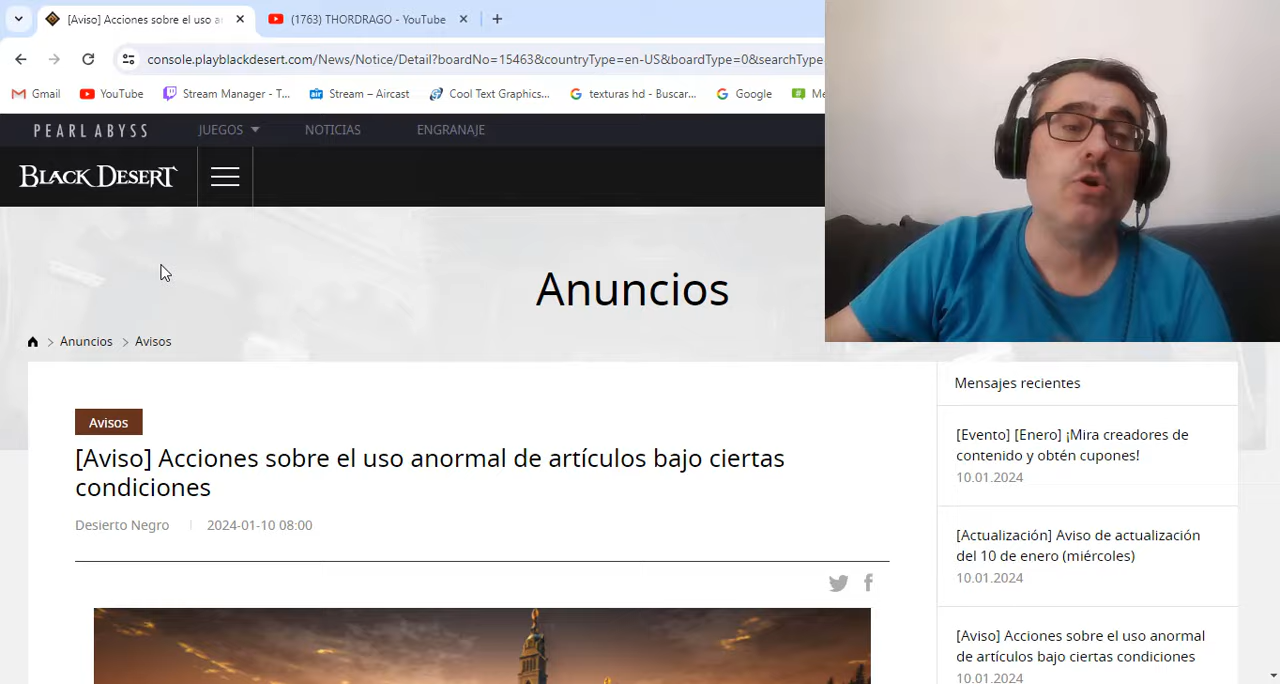 [Aviso] Acciones sobre el uso a
(1763) THORDRAGO - YouTube
console.playblackdesert.com/News/Notice/Detail?boardNo=15463&countryType=en-US&boardType=0&searchType
Gmail
YouTube
Stream Manager - T...
Stream – Aircast
Cool Text Graphics...
texturas hd - Buscar...
Google
Me
PEARL ABYSS
JUEGOS
NOTICIAS
ENGRANAJE
BLACK DESERT
Anuncios
Anuncios > Avisos
Avisos
[Aviso] Acciones sobre el uso anormal de artículos bajo ciertas
condiciones
Desierto Negro | 2024-01-10 08:00
Mensajes recientes
[Evento] [Enero] ¡Mira creadores de
contenido y obtén cupones!
10.01.2024
[Actualización] Aviso de actualización
del 10 de enero (miércoles)
10.01.2024
[Aviso] Acciones sobre el uso anormal
de artículos bajo ciertas condiciones
10.01.2024